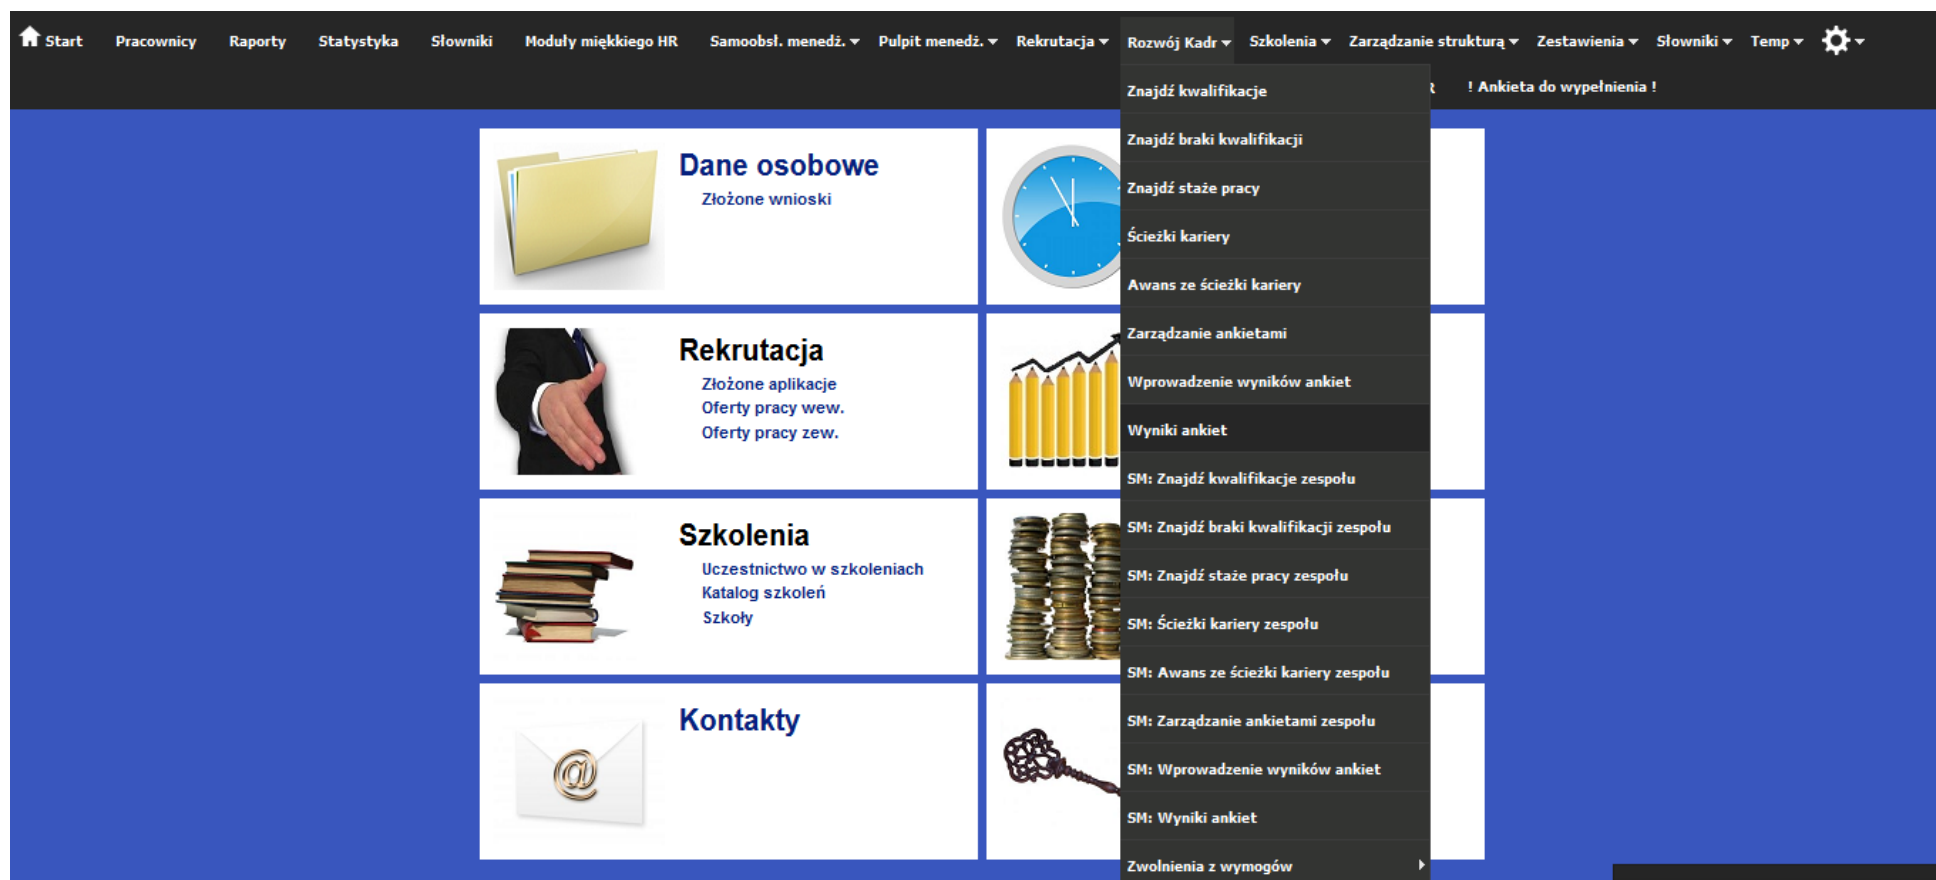 Start Pracownicy Raporty Statystyka Słowniki Moduły miękkiego HR Samoobsł. menedż. Pulpit menedż. Rekrutacja Rozwój Kadr Szkolenia Zarządzanie strukturą Zestawienia Słowniki Temp
! Ankieta do wypełnienia !
Znajdź kwalifikacje
Znajdź braki kwalifikacji
Znajdź staże pracy
Ścieżki kariery
Awans ze ścieżki kariery
Zarządzanie ankietami
Wprowadzenie wyników ankiet
Wyniki ankiet
SM: Znajdź kwalifikacje zespołu
SM: Znajdź braki kwalifikacji zespołu
SM: Znajdź staże pracy zespołu
SM: Ścieżki kariery zespołu
SM: Awans ze ścieżki kariery zespołu
SM: Zarządzanie ankietami zespołu
SM: Wprowadzenie wyników ankiet
SM: Wyniki ankiet
Zwolnienia z wymogów
Dane osobowe
Złożone wnioski
Rekrutacja
Złożone aplikacje
Oferty pracy wew.
Oferty pracy zew.
Szkolenia
Uczestnictwo w szkoleniach
Katalog szkoleń
Szkoły
Kontakty
@